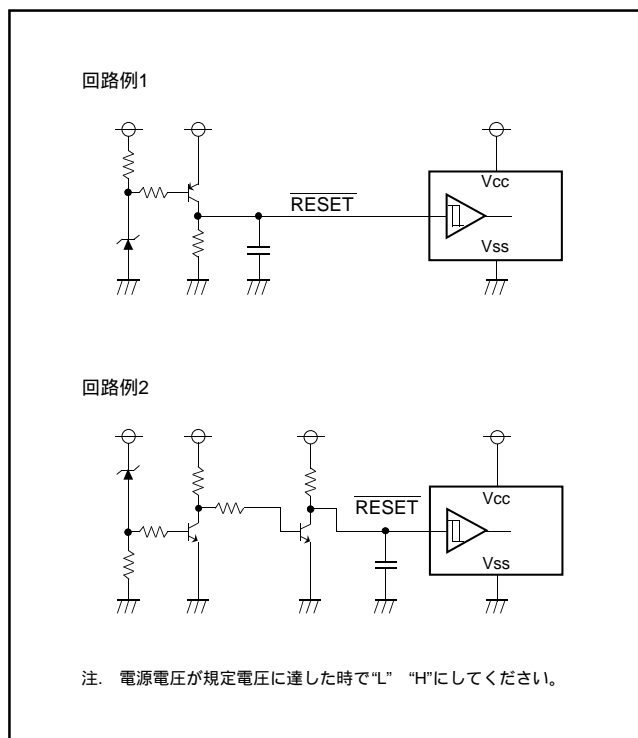 回路例1
RESET
Vcc
Vss
回路例2
RESET
Vcc
Vss
注. 電源電圧が規定電圧に達した時で“L” “H”にしてください。